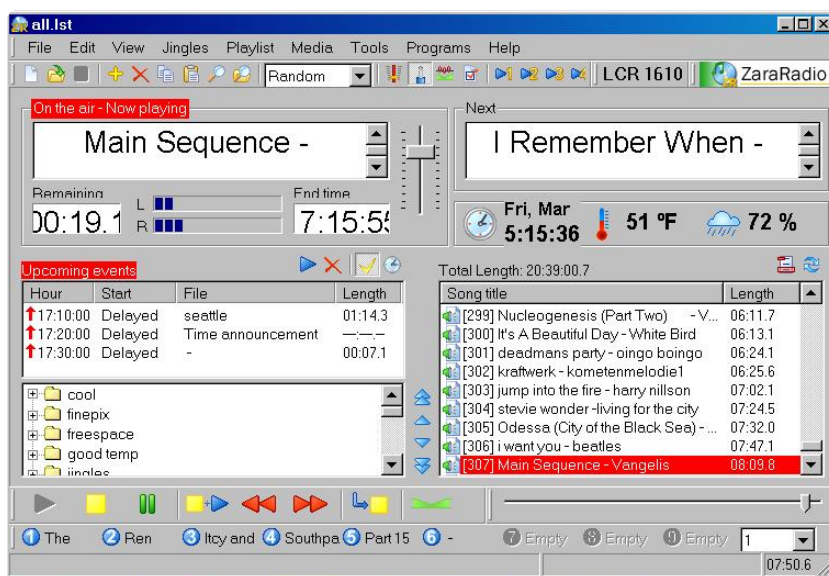 all.lst
File Edit View Jingles Playlist Media Tools Programs Help
Random LCR 1610 ZaraRadio
On the air - Now playing
Main Sequence -
Remaining
00:19.1
L
R
End time
7:15:55
Next
I Remember When -
Fri, Mar
5:15:36
51 ºF
72 %
Upcoming events
Hour Start File Length
17:10:00 Delayed seattle 01:14.3
17:20:00 Delayed Time announcement --:--.-
17:30:00 Delayed - 00:07.1
cool
finepix
freespace
good temp
jingles
Total Length: 20:39:00.7
Song title Length
[299] Nucleogenesis (Part Two) - V... 06:11.7
[300] It's A Beautiful Day - White Bird 06:13.1
[301] deadmans party - oingo boingo 06:24.1
[302] kraftwerk - kometenmelodie1 06:25.6
[303] jump into the fire - harry nillson 07:02.1
[304] stevie wonder -living for the city 07:24.5
[305] Odessa (City of the Black Sea) - ... 07:32.0
[306] i want you - beatles 07:47.1
[307] Main Sequence - Vangelis 08:09.8
1 The 2 Ren 3 Itcy and 4 Southpa 5 Part 15 6 - 7 Empty 8 Empty 9 Empty 1
07:50.6